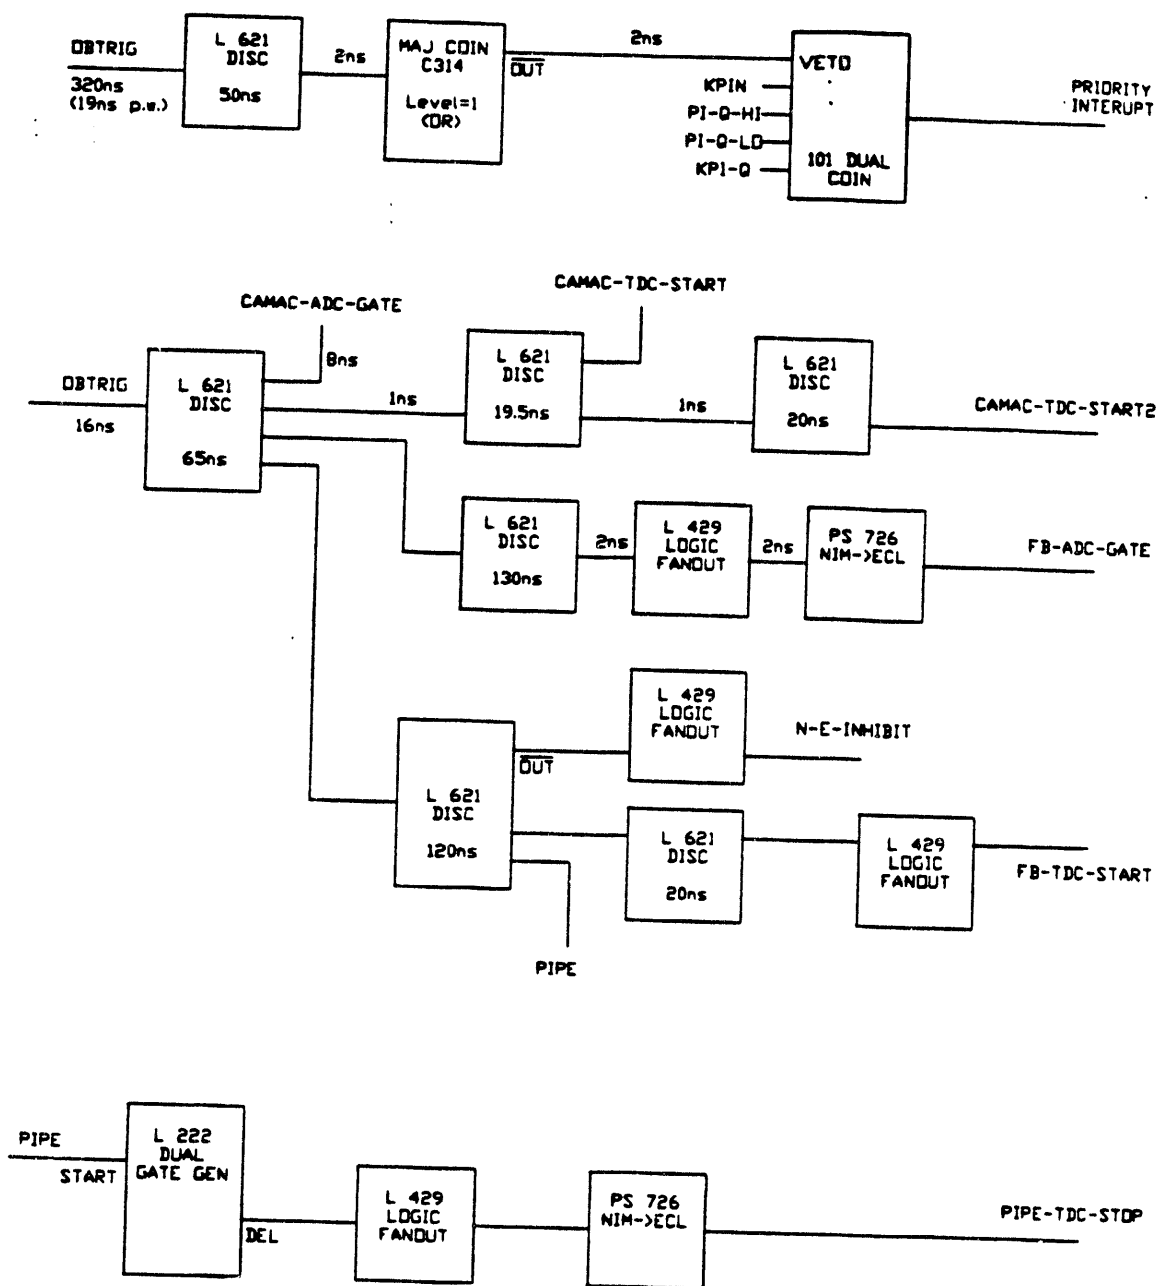 OBTRIG
320ns
(19ns p.w.)
L 621
DISC
50ns
2ns
MAJ COIN
C314
Level=1
(OR)
OUT
2ns
VETO
KPIN
PI-Q-HI
PI-Q-LO
KPI-Q
101 DUAL
COIN
PRIORITY
INTERUPT
CAMAC-ADC-GATE
8ns
CAMAC-TDC-START
OBTRIG
16ns
L 621
DISC
65ns
1ns
L 621
DISC
19.5ns
1ns
L 621
DISC
20ns
CAMAC-TDC-START2
L 621
DISC
130ns
2ns
L 429
LOGIC
FANOUT
2ns
PS 726
NIM->ECL
FB-ADC-GATE
L 429
LOGIC
FANOUT
N-E-INHIBIT
OUT
L 621
DISC
120ns
L 621
DISC
20ns
L 429
LOGIC
FANOUT
FB-TDC-START
PIPE
PIPE
START
L 222
DUAL
GATE GEN
DEL
L 429
LOGIC
FANOUT
PS 726
NIM->ECL
PIPE-TDC-STOP